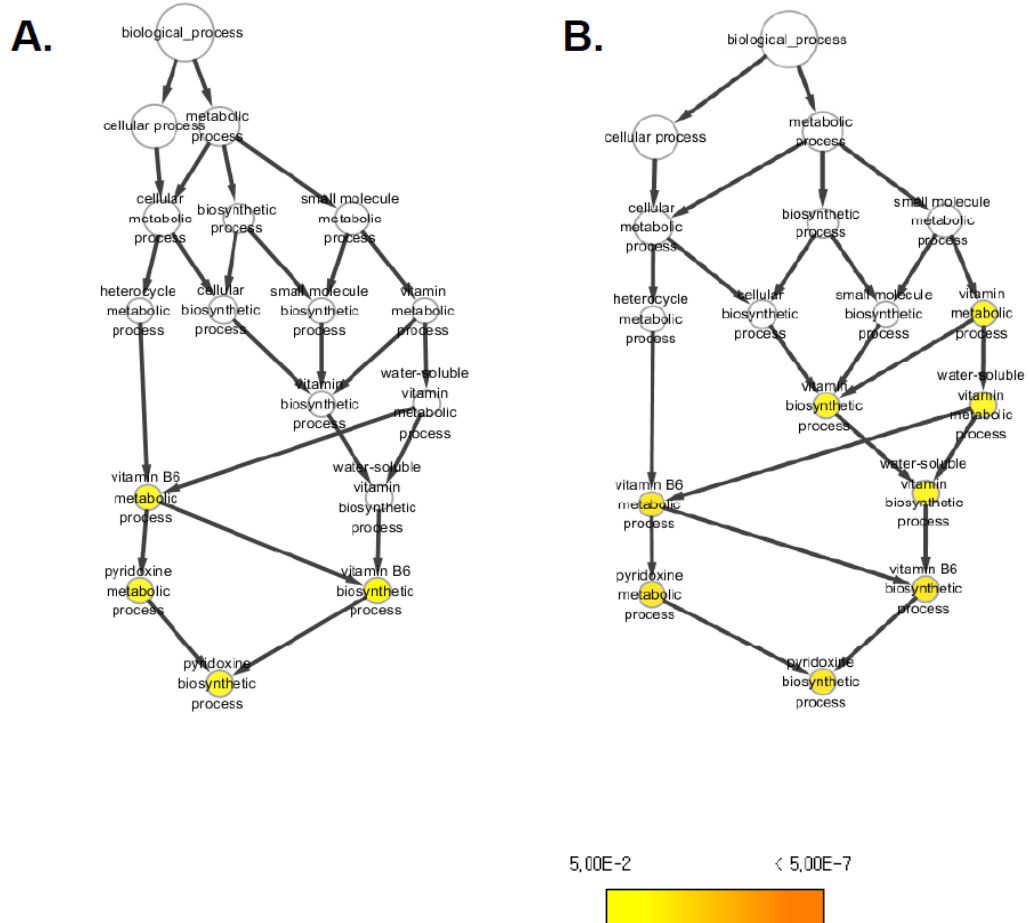 A.
biological_process
cellular process
metabolic
process
cellular
metabolic
process
biosynthetic
process
small molecule
metabolic
process
heterocycle
metabolic
process
cellular
biosynthetic
process
small molecule
biosynthetic
process
vitamin
metabolic
process
vitamin
biosynthetic
process
water-soluble
vitamin
metabolic
process
vitamin B6
metabolic
process
water-soluble
vitamin
biosynthetic
process
pyridoxine
metabolic
process
vitamin B6
biosynthetic
process
pyridoxine
biosynthetic
process
B.
biological_process
cellular process
metabolic
process
cellular
metabolic
process
biosynthetic
process
small molecule
metabolic
process
heterocycle
metabolic
process
cellular
biosynthetic
process
small molecule
biosynthetic
process
vitamin
metabolic
process
vitamin
biosynthetic
process
water-soluble
vitamin
metabolic
process
vitamin B6
metabolic
process
water-soluble
vitamin
biosynthetic
process
pyridoxine
metabolic
process
vitamin B6
biosynthetic
process
pyridoxine
biosynthetic
process
5,00E-2 < 5,00E-7